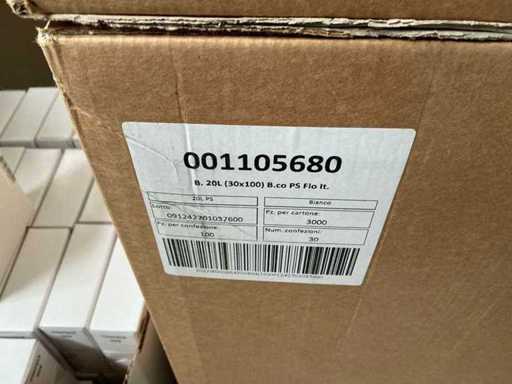 001105680
B. 20L (30x100) B.co PS Flo It.
20L PS
Bianco
Lotto:
091242701037600
Pz. per cartone:
3000
Pz. per confezione:
100
Num. confezioni:
30